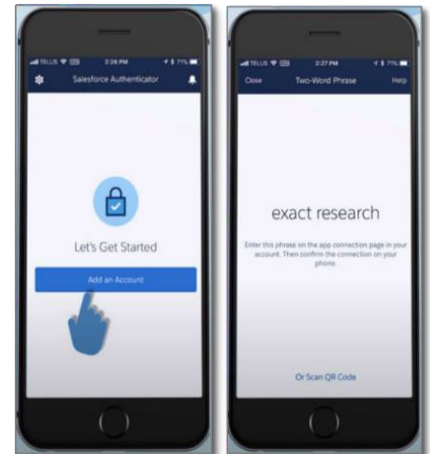 TELUS 2:26 PM 71%
Salesforce Authenticator
Let's Get Started
Add an Account
TELUS 2:27 PM 71%
Close Two-Word Phrase Help
exact research
Enter this phrase on the app connection page in your
account. Then confirm the connection on your
phone.
Or Scan QR Code